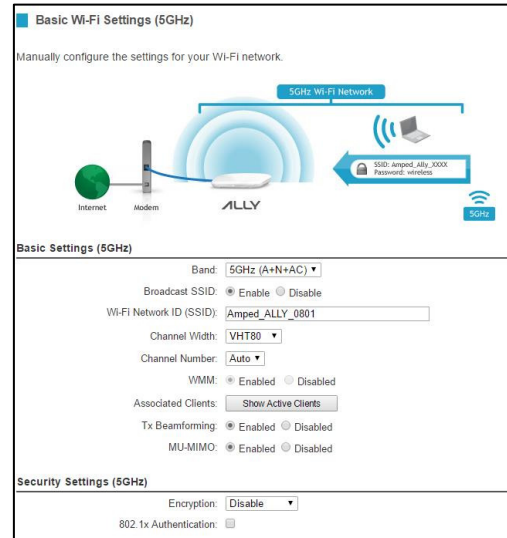 Basic Wi-Fi Settings (5GHz)
Manually configure the settings for your Wi-Fi network.
5GHz Wi-Fi Network
SSID: Amped_Ally_XXXX
Password: wireless
Internet
Modem
ALLY
5GHz
Basic Settings (5GHz)
Band: 5GHz (A+N+AC)
Broadcast SSID: Enable Disable
Wi-Fi Network ID (SSID): Amped_ALLY_0801
Channel Width: VHT80
Channel Number: Auto
WMM: Enabled Disabled
Associated Clients: Show Active Clients
Tx Beamforming: Enabled Disabled
MU-MIMO: Enabled Disabled
Security Settings (5GHz)
Encryption: Disable
802.1x Authentication: